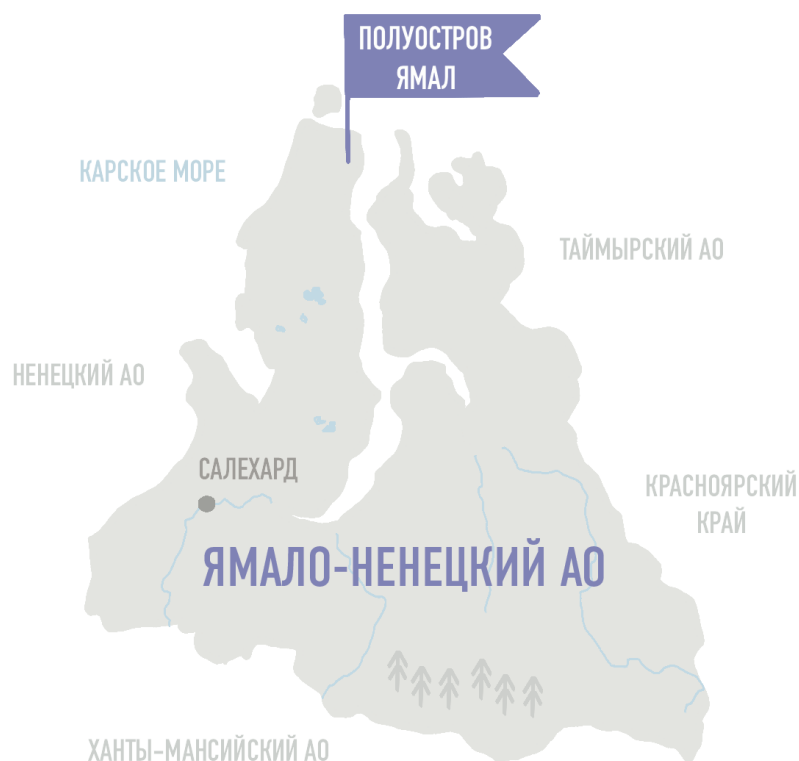 ПОЛУОСТРОВ
ЯМАЛ
КАРСКОЕ МОРЕ
ТАЙМЫРСКИЙ АО
НЕНЕЦКИЙ АО
САЛЕХАРД
КРАСНОЯРСКИЙ
КРАЙ
ЯМАЛО-НЕНЕЦКИЙ АО
ХАНТЫ-МАНСИЙСКИЙ АО